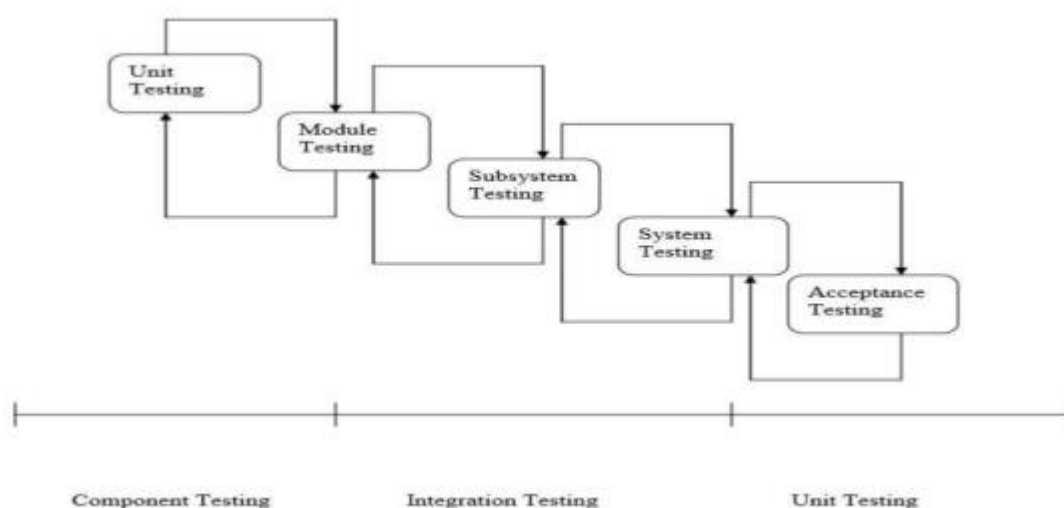 Unit
Testing
Module
Testing
Subsystem
Testing
System
Testing
Acceptance
Testing
Component Testing
Integration Testing
Unit Testing